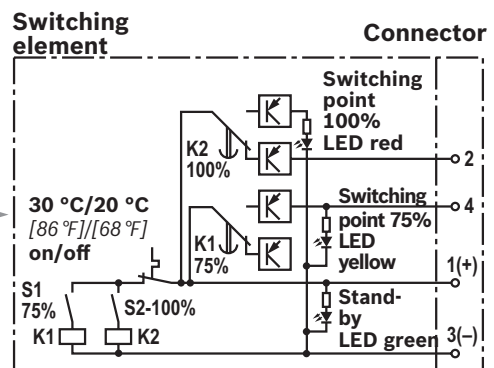 Switching
element
Connector
Switching
point
100%
LED red
K2
100%
2
4
30 °C/20 °C
[86 °F]/[68 °F]
on/off
Switching
point 75%
LED
yellow
K1
75%
1(+)
S1
75%
S2-100%
K1
K2
Stand-
by
LED green
3(–)